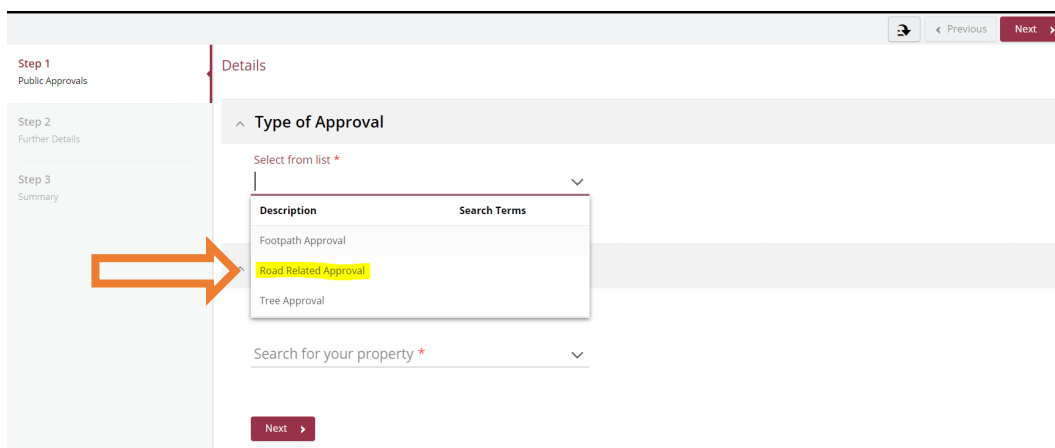 Previous
Next
Step 1
Public Approvals
Step 2
Further Details
Step 3
Summary
Details
Type of Approval
Select from list *
Description Search Terms
Footpath Approval
Road Related Approval
Tree Approval
Search for your property *
Next